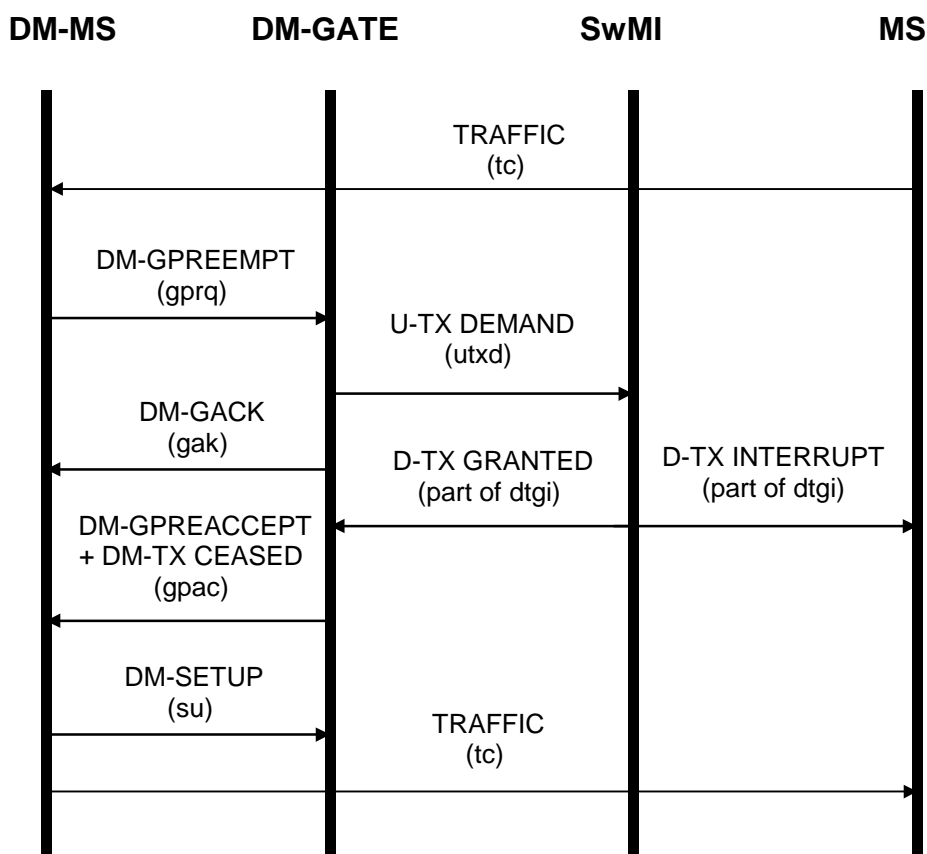 DM-MS DM-GATE SwMI MS
TRAFFIC
(tc)
DM-GPREEMPT
(gprq)
U-TX DEMAND
(utxd)
DM-GACK
(gak)
D-TX GRANTED
(part of dtgi)
D-TX INTERRUPT
(part of dtgi)
DM-GPREACCEPT
+ DM-TX CEASED
(gpac)
DM-SETUP
(su)
TRAFFIC
(tc)